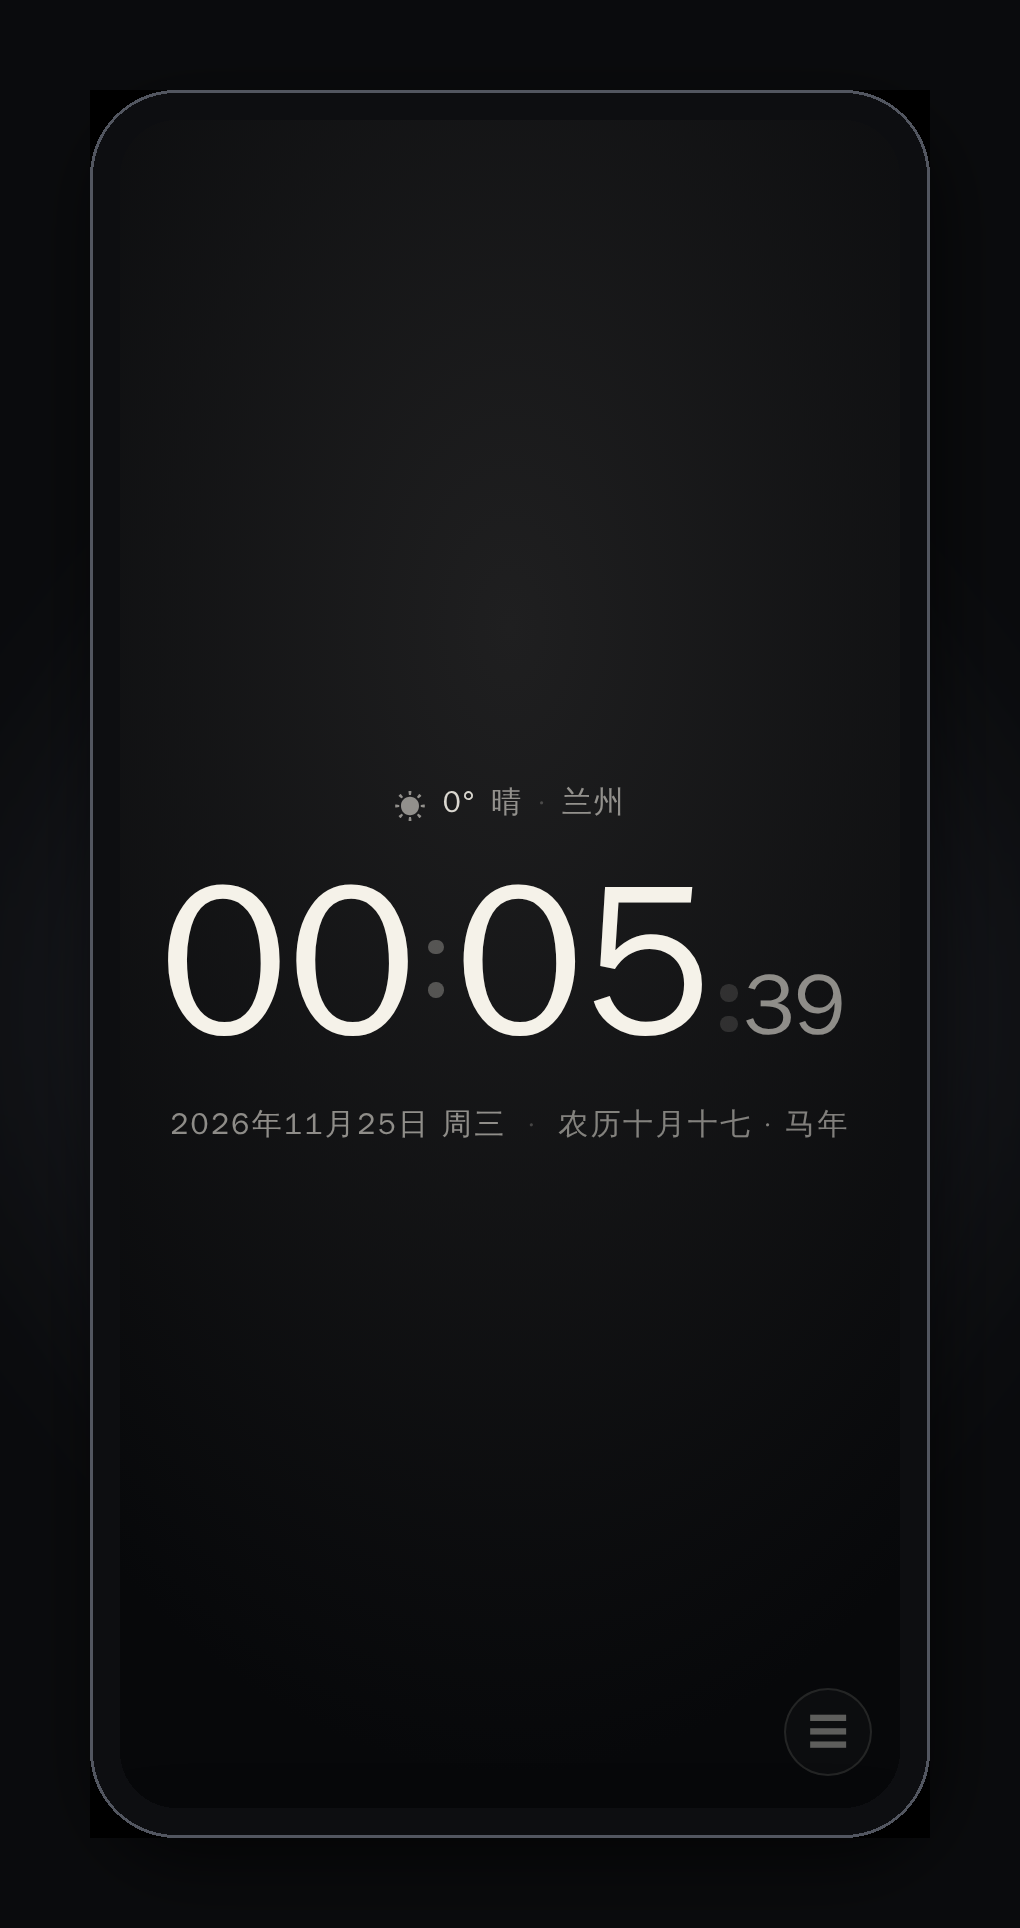 0° 晴 · 兰州
00:05:39
2026年11月25日 周三 · 农历十月十七 · 马年